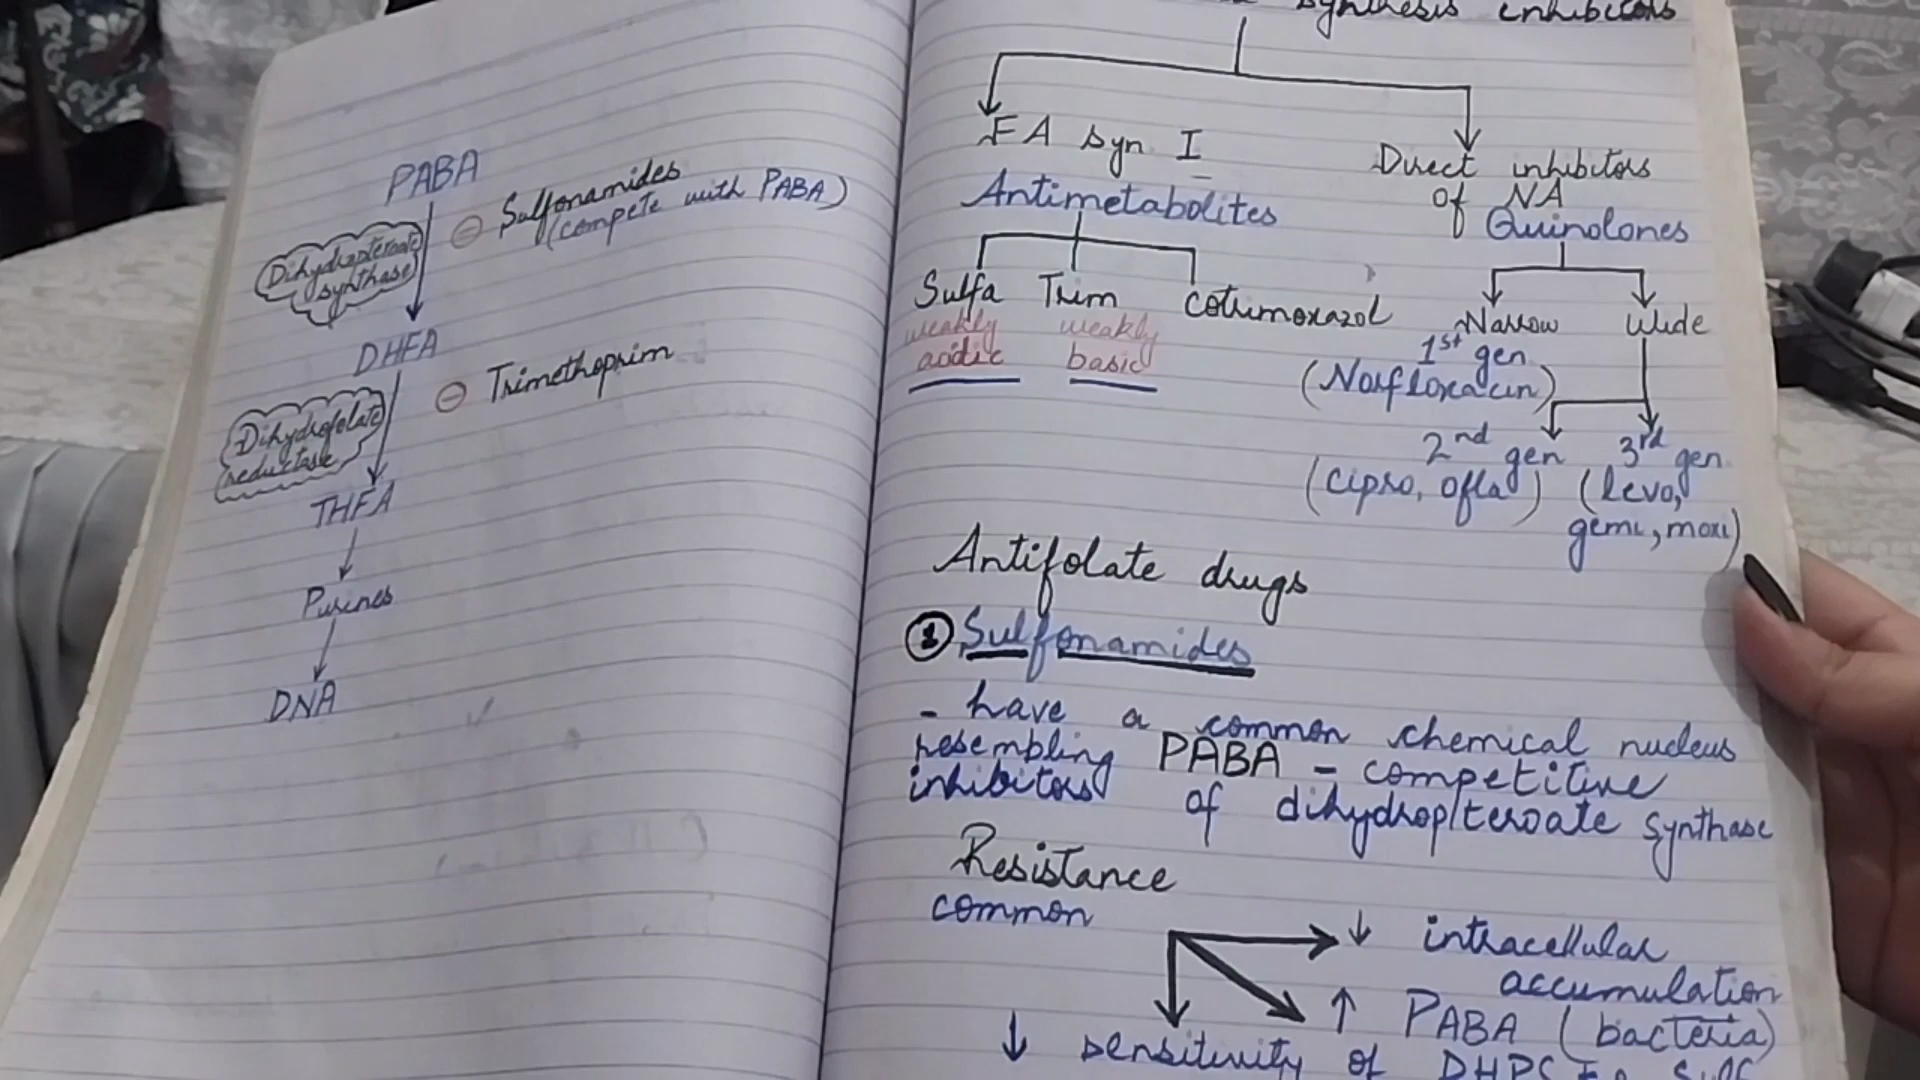 PABA
⊖ Sulfonamides
(compete with PABA)
Dihydropteroate
synthase
DHFA
⊖ Trimethoprim
Dihydrofolate
reductase
THFA
Purines
DNA
synthesis inhibitors
FA syn I
Antimetabolites
Sulfa Trim cotrimoxazol
weakly weakly
acidic basic
Direct inhibitors
of NA
Quinolones
Narrow Wide
1st gen
(Norfloxacin)
2nd gen
(cipro, ofla)
3rd gen
(levo,
gemi, moxi)
Antifolate drugs
① Sulfonamides
- have a common chemical nucleus
resembling PABA - competitive
inhibitors of dihydropteroate synthase
Resistance
common
↓ intracellular
accumulation
↑ PABA (bacteria)
↓ sensitivity of DHPS